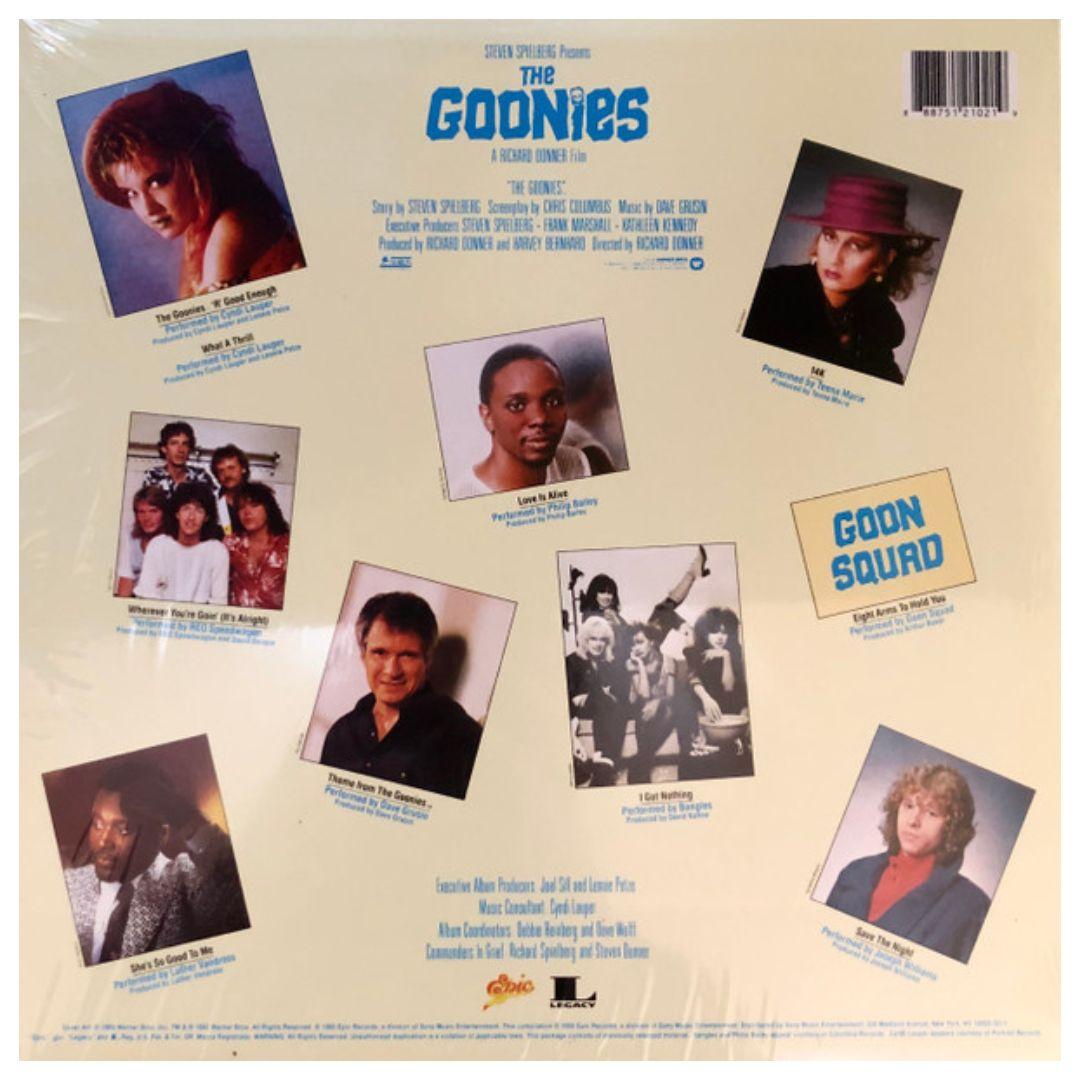 STEVEN SPIELBERG Presents
THE
GOONIES
A RICHARD DONNER Film
"THE GOONIES".
Story by STEVEN SPIELBERG Screenplay by CHRIS COLUMBUS Music by DAVE GRUSIN
Executive Producers STEVEN SPIELBERG - FRANK MARSHALL - KATHLEEN KENNEDY
Produced by RICHARD DONNER and HARVEY BERNHARD Directed by RICHARD DONNER
8 88751 21021 9
The Goonies 'R' Good Enough
Performed by Cyndi Lauper
Produced by Cyndi Lauper and Lennie Petze
What A Thrill
Performed by Cyndi Lauper
Produced by Cyndi Lauper and Lennie Petze
14K
Performed by Teena Marie
Produced by Teena Marie
Love Is Alive
Performed by Philip Bailey
Produced by Philip Bailey
Wherever You're Goin' (It's Alright)
Performed by REO Speedwagon
GOON
SQUAD
Eight Arms To Hold You
Performed by Goon Squad
Produced by Arthur Baker
Theme from The Goonies
Performed by Dave Grusin
Produced by Dave Grusin
I Got Nothing
Performed by Bangles
Produced by David Kahne
She's So Good To Me
Performed by Luther Vandross
Produced by Luther Vandross
Save The Night
Performed by Joseph Williams
Produced by Joseph Williams
Executive Album Producers Joel Sill and Lennie Petze
Music Consultant Cyndi Lauper
Album Coordinators Debbie Reinberg and Dave Wolff
Commanders In Grief Richard Spielberg and Steven Donner
Epic
L
LEGACY